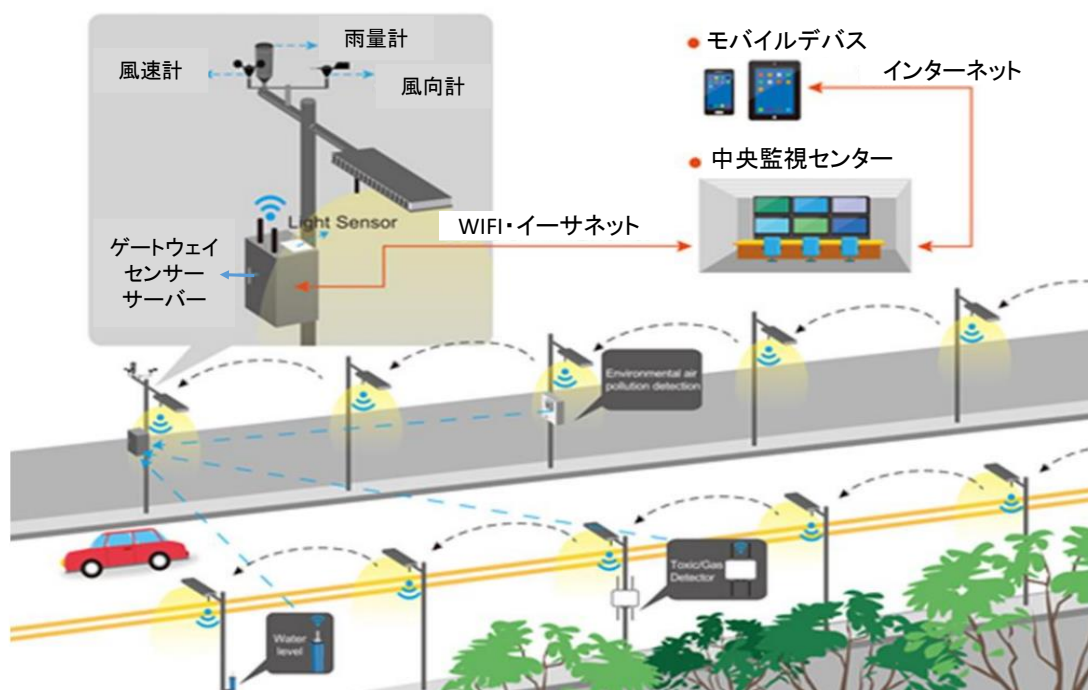 雨量計
風速計
風向計
Light Sensor
ゲートウェイ
センサー
サーバー
WIFI・イーサネット
モバイルデバス
インターネット
中央監視センター
Environmental air
pollution detection
Toxic/Gas
Detector
Water
level